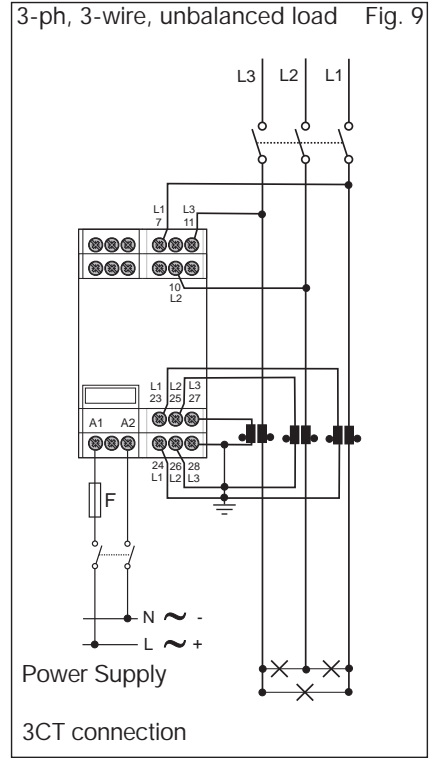 3-ph, 3-wire, unbalanced load Fig. 9
L3 L2 L1
L1 L3
7 11
10
L2
L1 L2 L3
23 25 27
A1 A2
24 26 28
L1 L2 L3
F
N ~ -
L ~ +
Power Supply
3CT connection